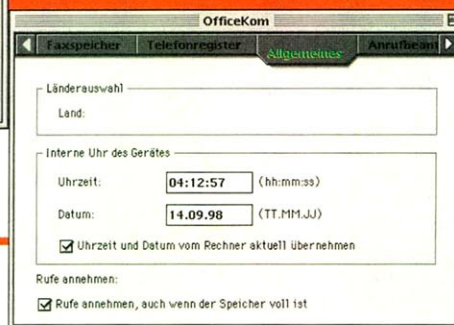 OfficeKom
Faxspeicher Telefonregister Allgemeines Anrufbeant
Länderauswahl
Land:
Interne Uhr des Gerätes
Uhrzeit: 04:12:57 (hh:mm:ss)
Datum: 14.09.98 (TT.MM.JJ)
Uhrzeit und Datum vom Rechner aktuell übernehmen
Rufe annehmen:
Rufe annehmen, auch wenn der Speicher voll ist